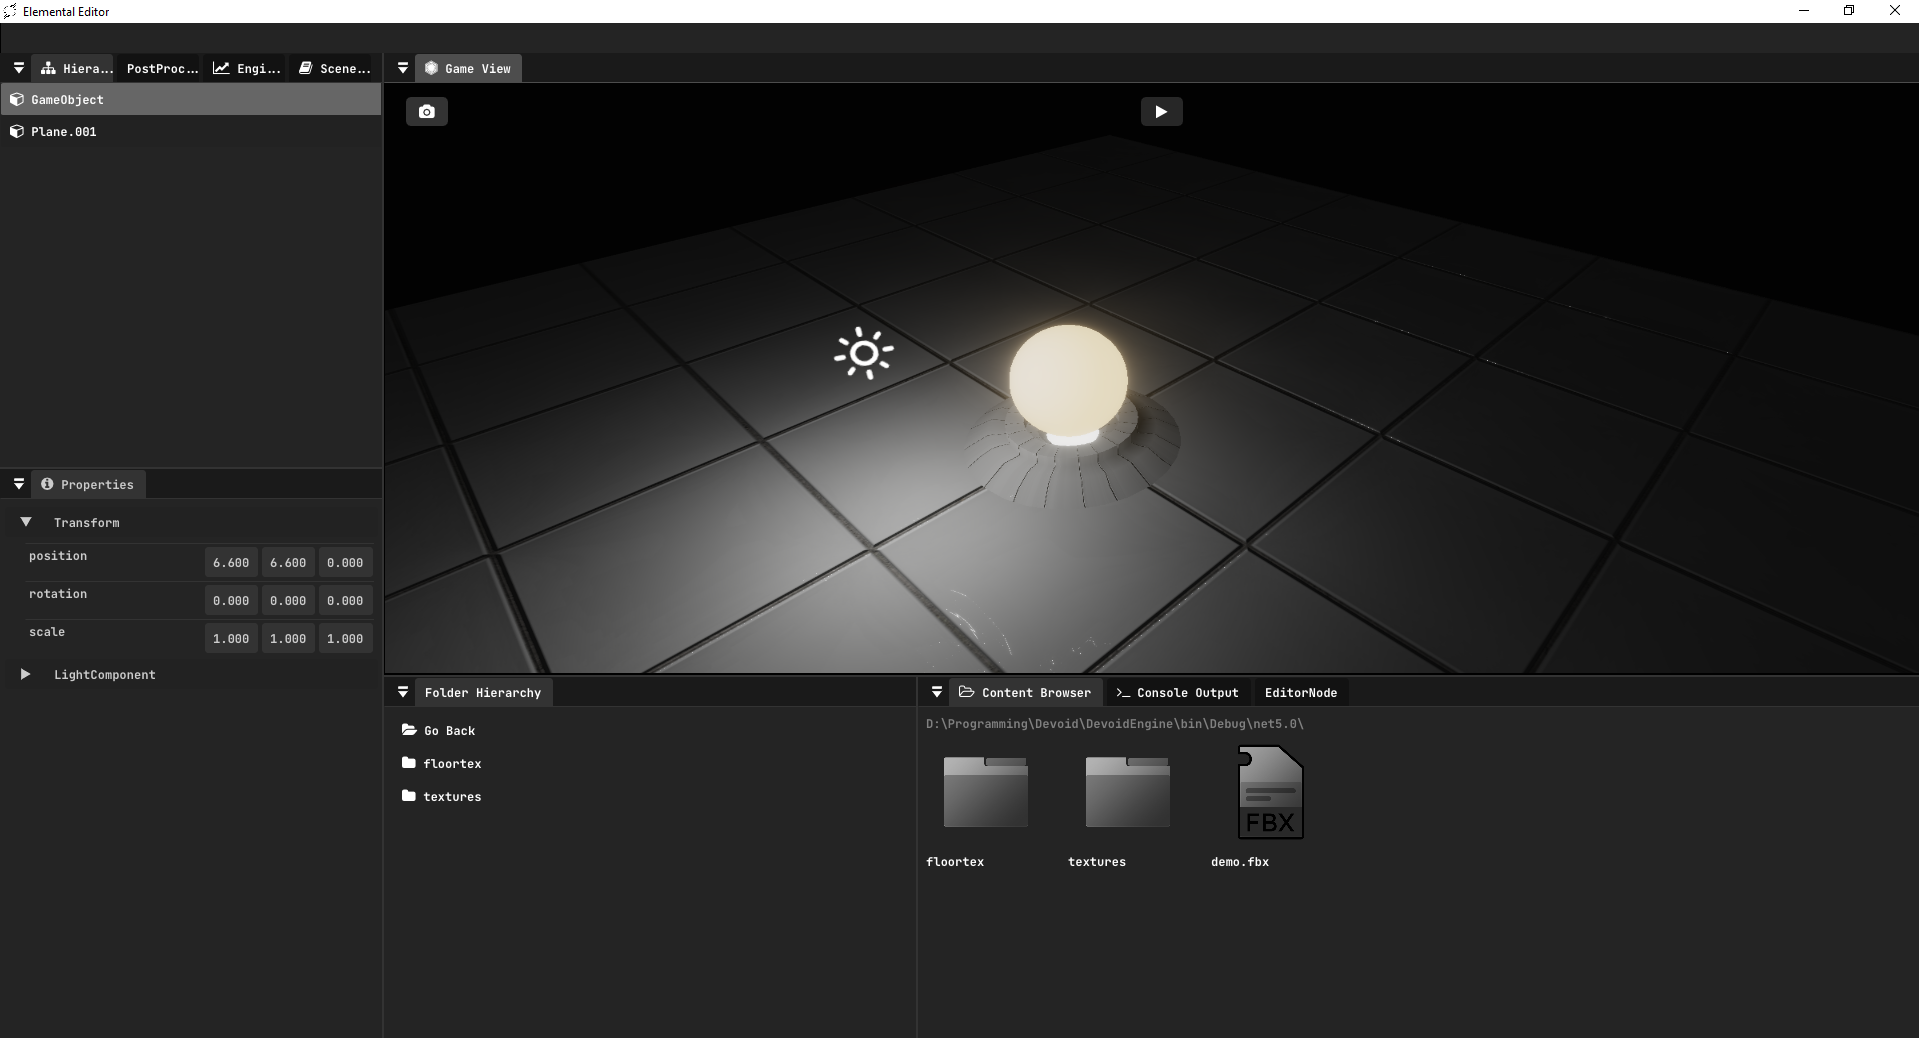 Elemental Editor
Hiera..
PostProc...
Engi...
Scene...
Game View
GameObject
Plane.001
Properties
Transform
position 6.600 6.600 0.000
rotation 0.000 0.000 0.000
scale 1.000 1.000 1.000
LightComponent
Folder Hierarchy
Go Back
floortex
textures
Content Browser
Console Output
EditorNode
D:\Programming\Devoid\DevoidEngine\bin\Debug\net5.0\
FBX
floortex
textures
demo.fbx